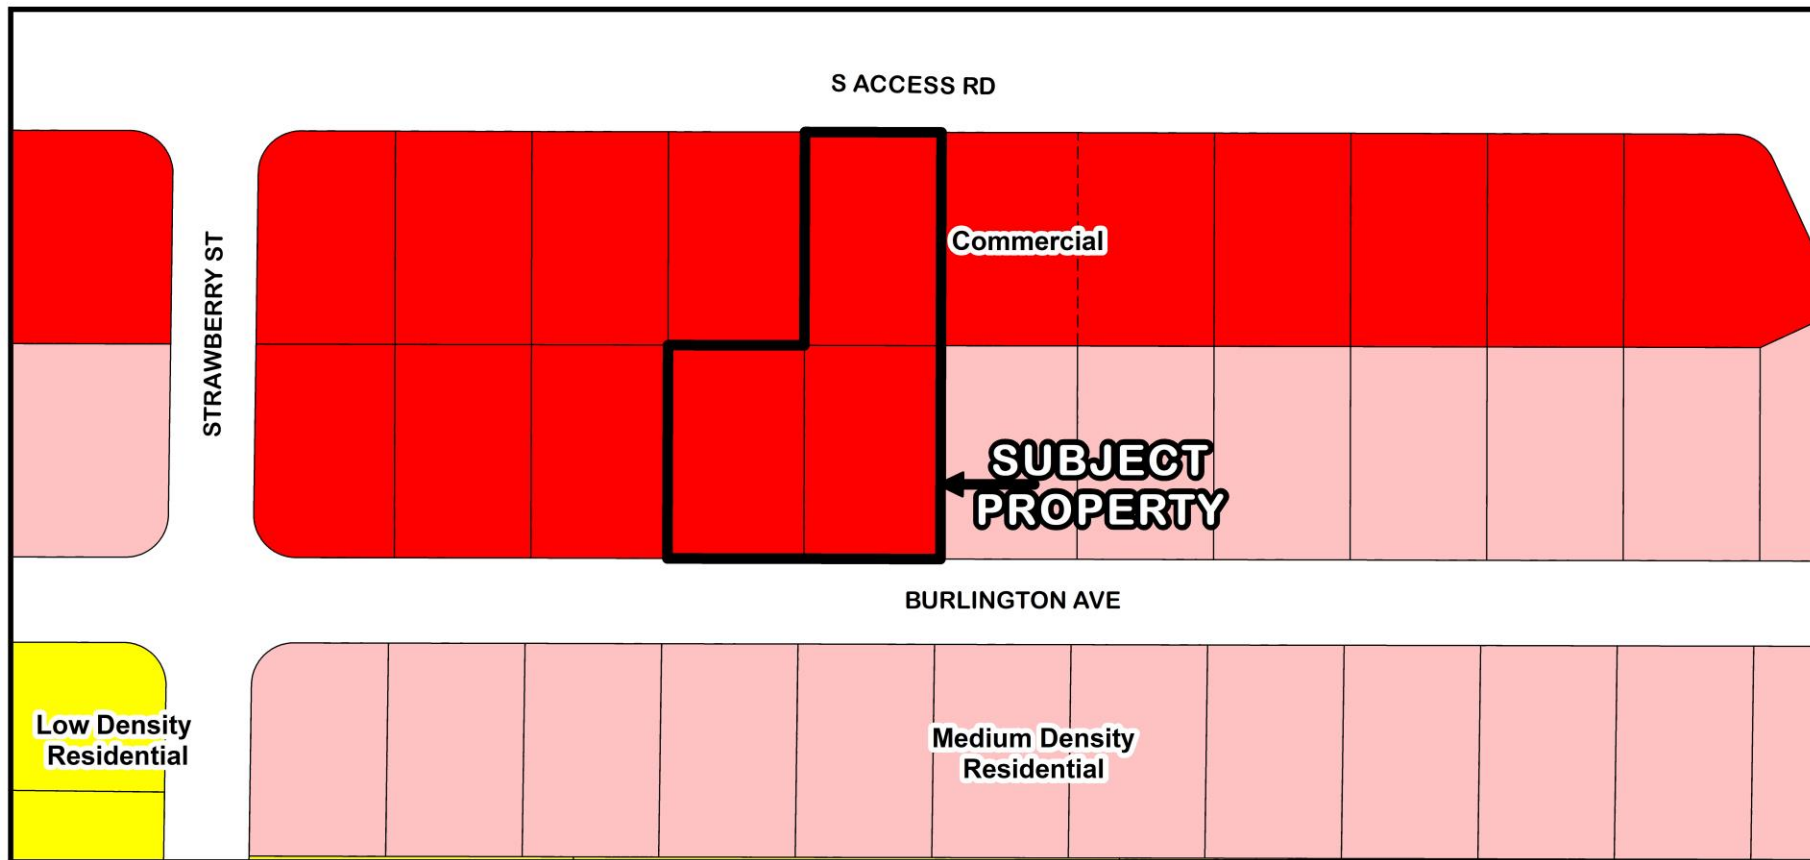 S ACCESS RD
Commercial
STRAWBERRY ST
SUBJECT
PROPERTY
BURLINGTON AVE
Low Density
Residential
Medium Density
Residential